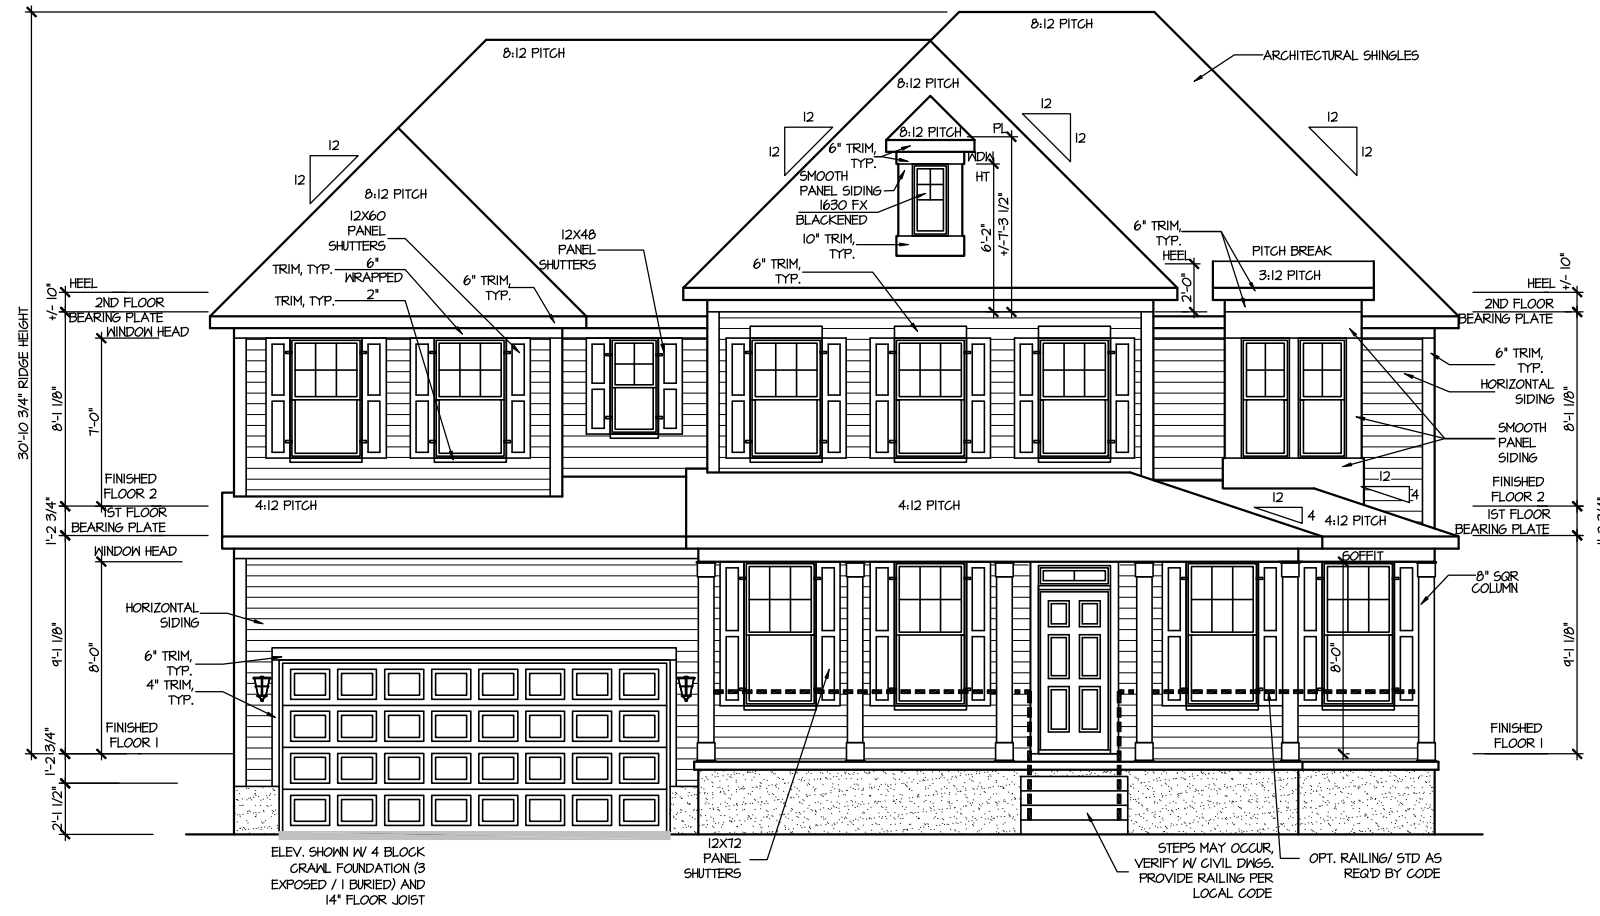 8:12 PITCH
8:12 PITCH
ARCHITECTURAL SHINGLES
8:12 PITCH
12
12
12
12
12
12
12
12
8:12 PITCH
PL
6" TRIM,
TYP.
WDW
HT
SMOOTH
PANEL SIDING
1630 FX
BLACKENED
10" TRIM,
TYP.
6'-2"
+/-7'-3 1/2"
8:12 PITCH
12X60
PANEL
SHUTTERS
12X48
PANEL
SHUTTERS
6"
TRIM, TYP.
WRAPPED
2"
TRIM, TYP.
6" TRIM,
TYP.
6" TRIM,
TYP.
6" TRIM,
TYP.
HEEL
2'-0"
PITCH BREAK
3:12 PITCH
HEEL
+/- 10"
2ND FLOOR
BEARING PLATE
WINDOW HEAD
30'-10 3/4" RIDGE HEIGHT
8'-1 1/8"
7'-0"
FINISHED
FLOOR 2
1'-2 3/4"
1ST FLOOR
BEARING PLATE
WINDOW HEAD
HEEL
+/- 10"
2ND FLOOR
BEARING PLATE
6" TRIM,
TYP.
HORIZONTAL
SIDING
8'-1 1/8"
SMOOTH
PANEL
SIDING
FINISHED
FLOOR 2
1ST FLOOR
BEARING PLATE
4:12 PITCH
4:12 PITCH
12
4
12
4
4:12 PITCH
SOFFIT
8" SQR
COLUMN
HORIZONTAL
SIDING
9'-1 1/8"
8'-0"
6" TRIM,
TYP.
4" TRIM,
TYP.
FINISHED
FLOOR 1
1'-2 3/4"
2'-1 1/2"
8'-0"
9'-1 1/8"
FINISHED
FLOOR 1
ELEV. SHOWN W/ 4 BLOCK
CRAWL FOUNDATION (3
EXPOSED / 1 BURIED) AND
14" FLOOR JOIST
12X72
PANEL
SHUTTERS
STEPS MAY OCCUR,
VERIFY W/ CIVIL DWGS.
PROVIDE RAILING PER
LOCAL CODE
OPT. RAILING/ STD AS
REQ'D BY CODE